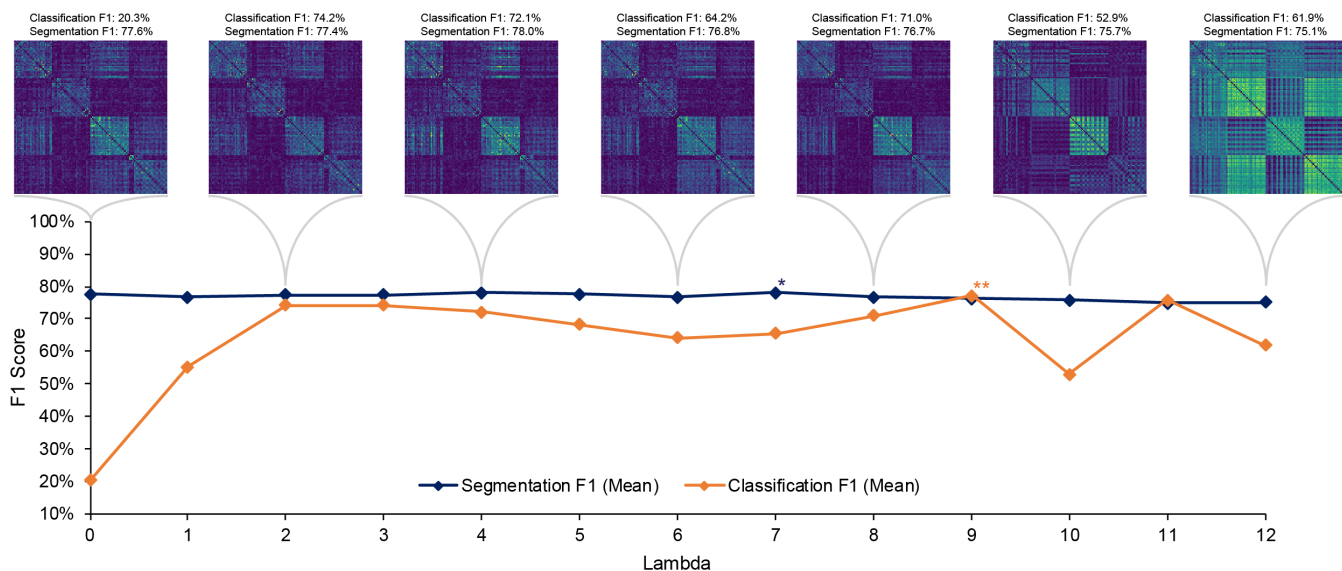 Classification F1: 20.3%
Segmentation F1: 77.6%
Classification F1: 74.2%
Segmentation F1: 77.4%
Classification F1: 72.1%
Segmentation F1: 78.0%
Classification F1: 64.2%
Segmentation F1: 76.8%
Classification F1: 71.0%
Segmentation F1: 76.7%
Classification F1: 52.9%
Segmentation F1: 75.7%
Classification F1: 61.9%
Segmentation F1: 75.1%
100%
90%
80%
70%
60%
50%
40%
30%
20%
10%
F1 Score
*
**
Segmentation F1 (Mean) Classification F1 (Mean)
0 1 2 3 4 5 6 7 8 9 10 11 12
Lambda